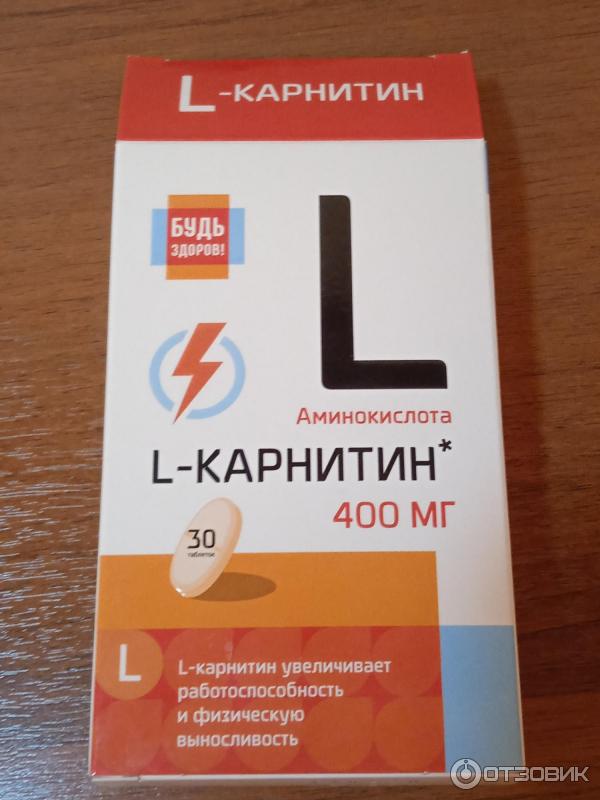 L-КАРНИТИН
БУДЬ
ЗДОРОВ!
L
Аминокислота
L-КАРНИТИН*
400 МГ
30
таблеток
L
L-карнитин увеличивает
работоспособность
и физическую
выносливость
ОТЗОВИК